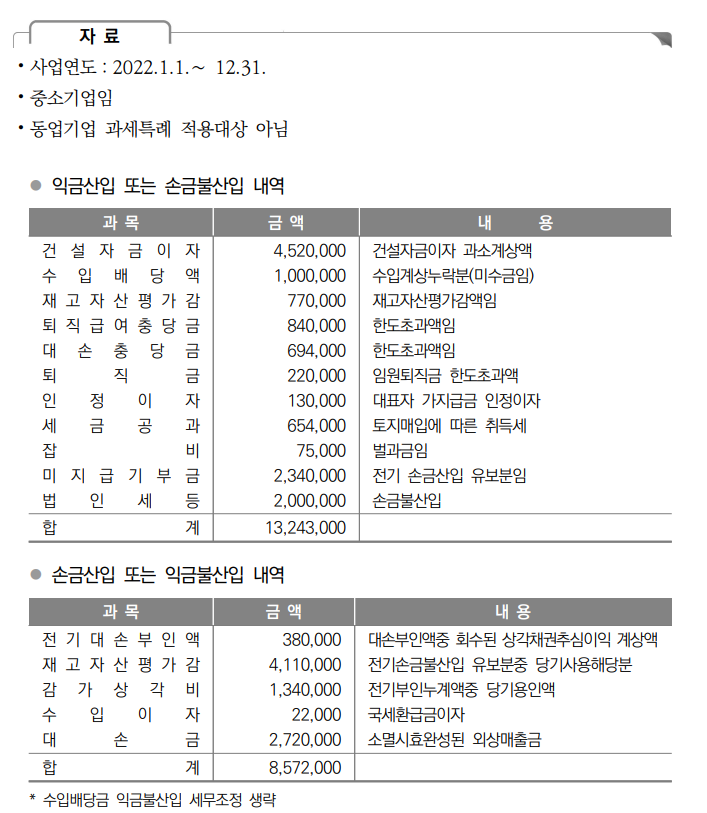 자 료
• 사업연도 : 2022.1.1.~ 12.31.
• 중소기업임
• 동업기업 과세특례 적용대상 아님
● 익금산입 또는 손금불산입 내역
과 목 금 액 내 용
건 설 자 금 이 자 4,520,000 건설자금이자 과소계상액
수 입 배 당 액 1,000,000 수입계상누락분(미수금임)
재 고 자 산 평 가 감 770,000 재고자산평가감액임
퇴 직 급 여 충 당 금 840,000 한도초과액임
대 손 충 당 금 694,000 한도초과액임
퇴 직 금 220,000 임원퇴직금 한도초과액
인 정 이 자 130,000 대표자 가지급금 인정이자
세 금 공 과 654,000 토지매입에 따른 취득세
잡 비 75,000 벌과금임
미 지 급 기 부 금 2,340,000 전기 손금산입 유보분임
법 인 세 등 2,000,000 손금불산입
합 계 13,243,000
● 손금산입 또는 익금불산입 내역
과 목 금 액 내 용
전 기 대 손 부 인 액 380,000 대손부인액중 회수된 상각채권추심이익 계상액
재 고 자 산 평 가 감 4,110,000 전기손금불산입 유보분중 당기사용해당분
감 가 상 각 비 1,340,000 전기부인누계액중 당기용인액
수 입 이 자 22,000 국세환급금이자
대 손 금 2,720,000 소멸시효완성된 외상매출금
합 계 8,572,000
* 수입배당금 익금불산입 세무조정 생략